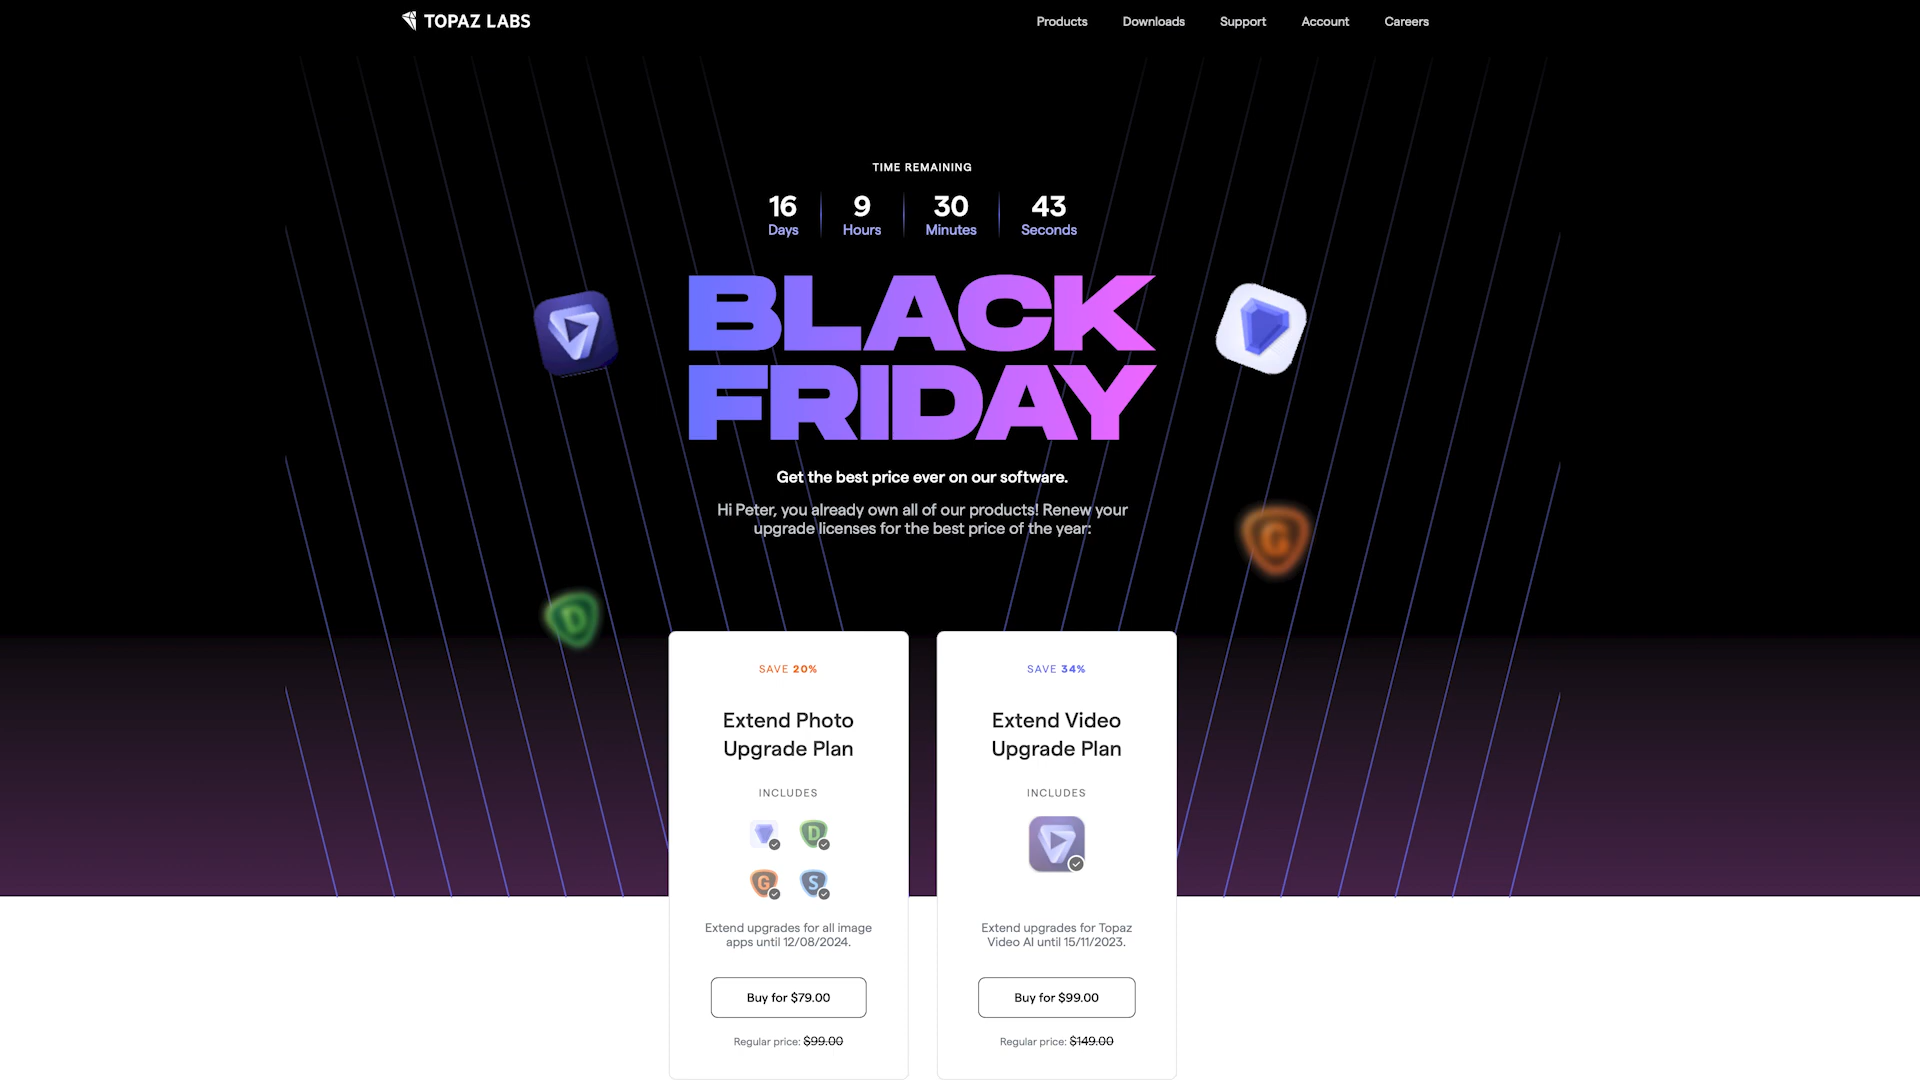 TOPAZ LABS
Products
Downloads
Support
Account
Careers
TIME REMAINING
16
9
30
43
Days
Hours
Minutes
Seconds
BLACK
FRIDAY
Get the best price ever on our software.
Hi Peter, you already own all of our products! Renew your
upgrade licenses for the best price of the year:
G
D
SAVE 20%
Extend Photo
Upgrade Plan
INCLUDES
D
G
S
Extend upgrades for all image
apps until 12/08/2024.
Buy for $79.00
Regular price: $99.00
SAVE 34%
Extend Video
Upgrade Plan
INCLUDES
Extend upgrades for Topaz
Video AI until 15/11/2023.
Buy for $99.00
Regular price: $149.00